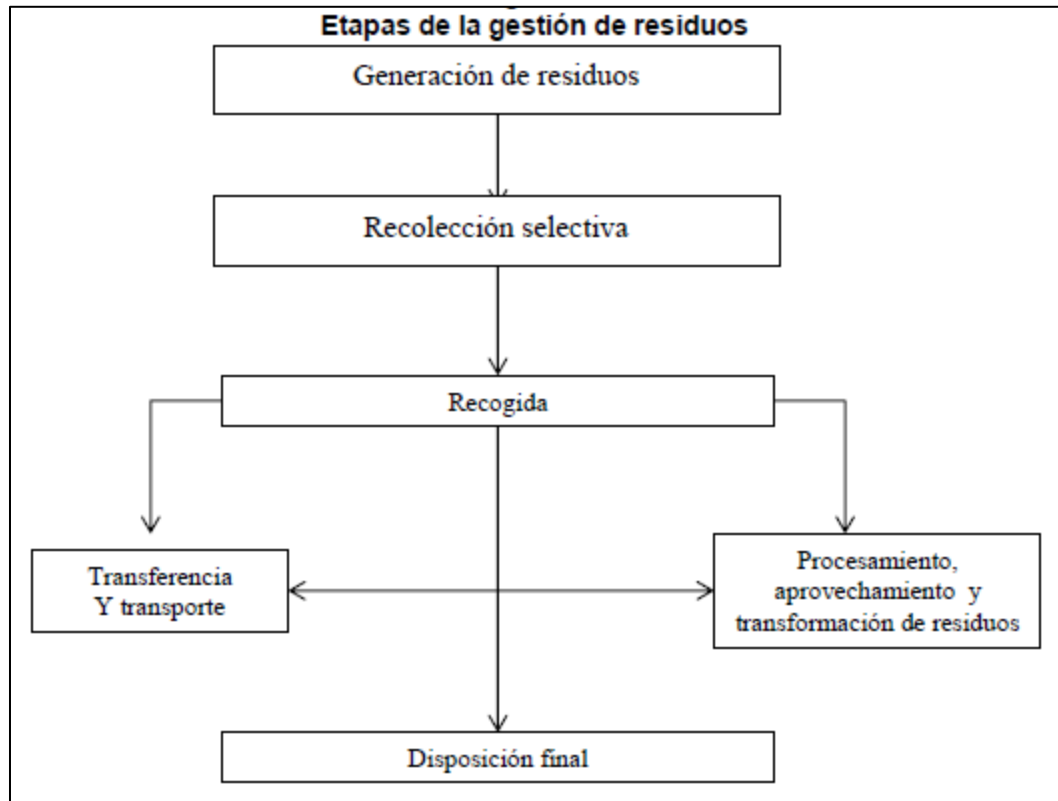 Etapas de la gestión de residuos
Generación de residuos
Recolección selectiva
Recogida
Transferencia
Y transporte
Procesamiento,
aprovechamiento y
transformación de residuos
Disposición final